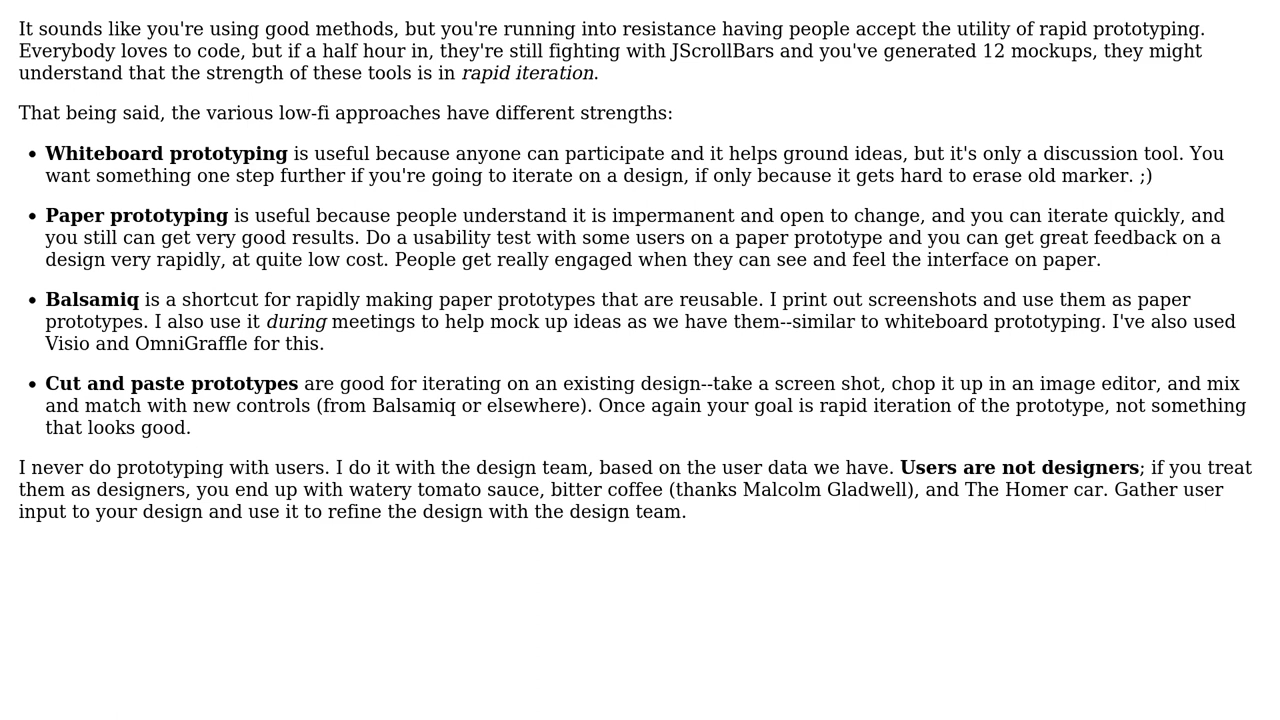 It sounds like you're using good methods, but you're running into resistance having people accept the utility of rapid prototyping.
Everybody loves to code, but if a half hour in, they're still fighting with JScrollBars and you've generated 12 mockups, they might
understand that the strength of these tools is in rapid iteration.
That being said, the various low-fi approaches have different strengths:
• Whiteboard prototyping is useful because anyone can participate and it helps ground ideas, but it's only a discussion tool. You
want something one step further if you're going to iterate on a design, if only because it gets hard to erase old marker. ;)
• Paper prototyping is useful because people understand it is impermanent and open to change, and you can iterate quickly, and
you still can get very good results. Do a usability test with some users on a paper prototype and you can get great feedback on a
design very rapidly, at quite low cost. People get really engaged when they can see and feel the interface on paper.
• Balsamiq is a shortcut for rapidly making paper prototypes that are reusable. I print out screenshots and use them as paper
prototypes. I also use it during meetings to help mock up ideas as we have them--similar to whiteboard prototyping. I've also used
Visio and OmniGraffle for this.
• Cut and paste prototypes are good for iterating on an existing design--take a screen shot, chop it up in an image editor, and mix
and match with new controls (from Balsamiq or elsewhere). Once again your goal is rapid iteration of the prototype, not something
that looks good.
I never do prototyping with users. I do it with the design team, based on the user data we have. Users are not designers; if you treat
them as designers, you end up with watery tomato sauce, bitter coffee (thanks Malcolm Gladwell), and The Homer car. Gather user
input to your design and use it to refine the design with the design team.